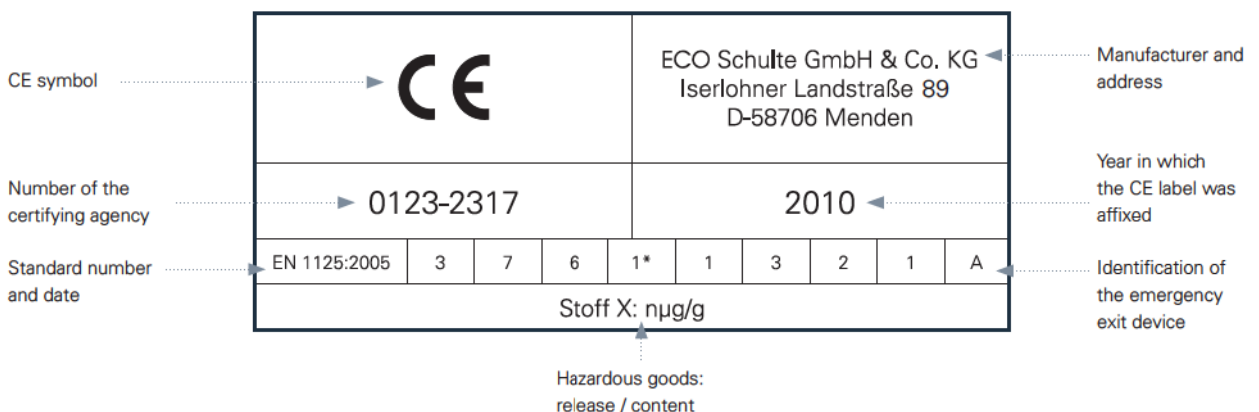 CE symbol
CE
ECO Schulte GmbH & Co. KG
Iserlohner Landstraße 89
D-58706 Menden
Manufacturer and
address
Number of the
certifying agency
0123-2317
2010
Year in which
the CE label was
affixed
Standard number
and date
EN 1125:2005 3 7 6 1* 1 3 2 1 A
Identification of
the emergency
exit device
Stoff X: nµg/g
Hazardous goods:
release / content